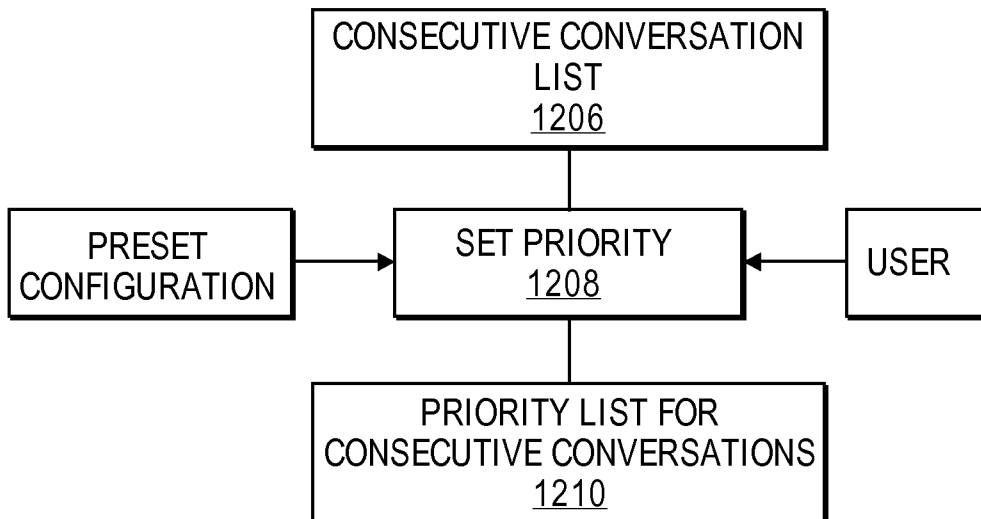 CONSECUTIVE CONVERSATION
LIST
1206
PRESET
CONFIGURATION
SET PRIORITY
1208
USER
PRIORITY LIST FOR
CONSECUTIVE CONVERSATIONS
1210